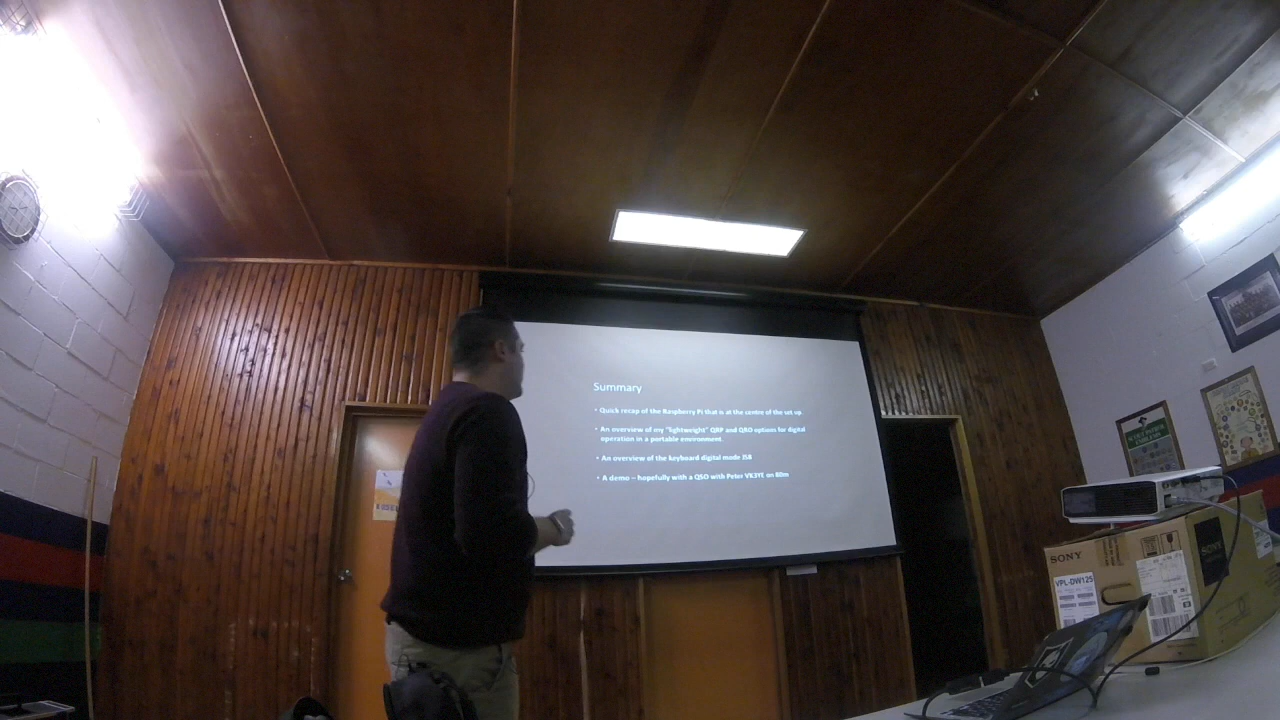 Summary
• Quick recap of the Raspberry Pi that is at the centre of the set up
• An overview of my "lightweight" QRP and QRO options for digital
operation in a portable environment.
• An overview of the keyboard digital mode JS8
• A demo – hopefully with a QSO with Peter VK3YE on 80m
SONY
VPL-DW125
SONY